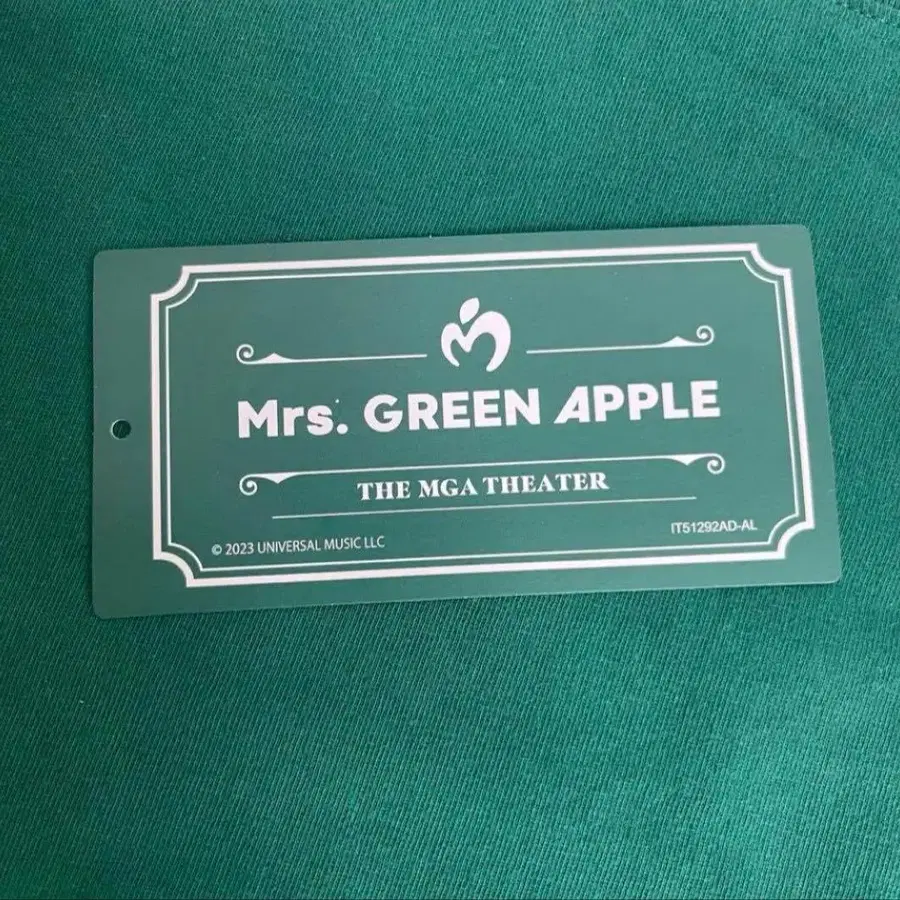 Mrs. GREEN APPLE
THE MGA THEATER
© 2023 UNIVERSAL MUSIC LLC
IT51292AD-AL